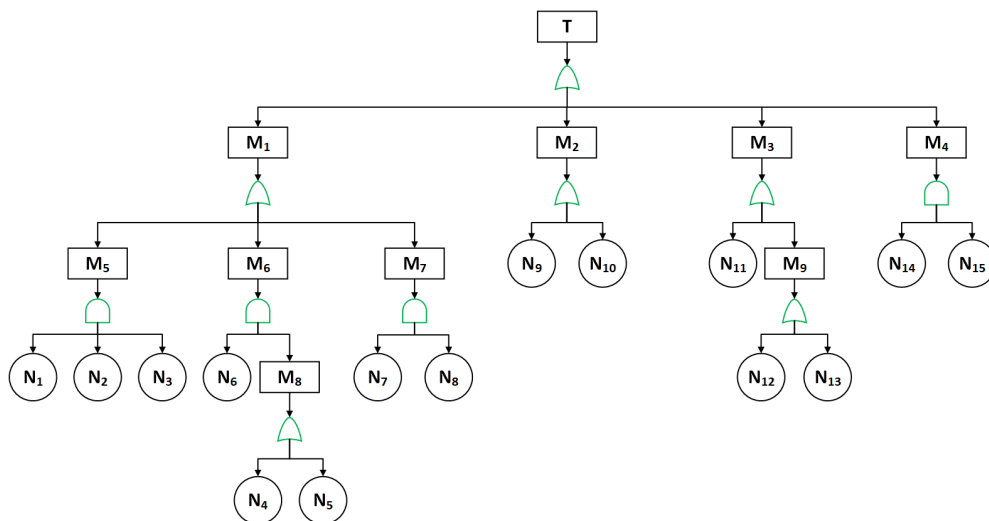 T
M₁ M₂ M₃ M₄
M₅ M₆ M₇ N₉ N₁₀ N₁₁ M₉ N₁₄ N₁₅
N₁ N₂ N₃ N₆ M₈ N₇ N₈ N₁₂ N₁₃
N₄ N₅